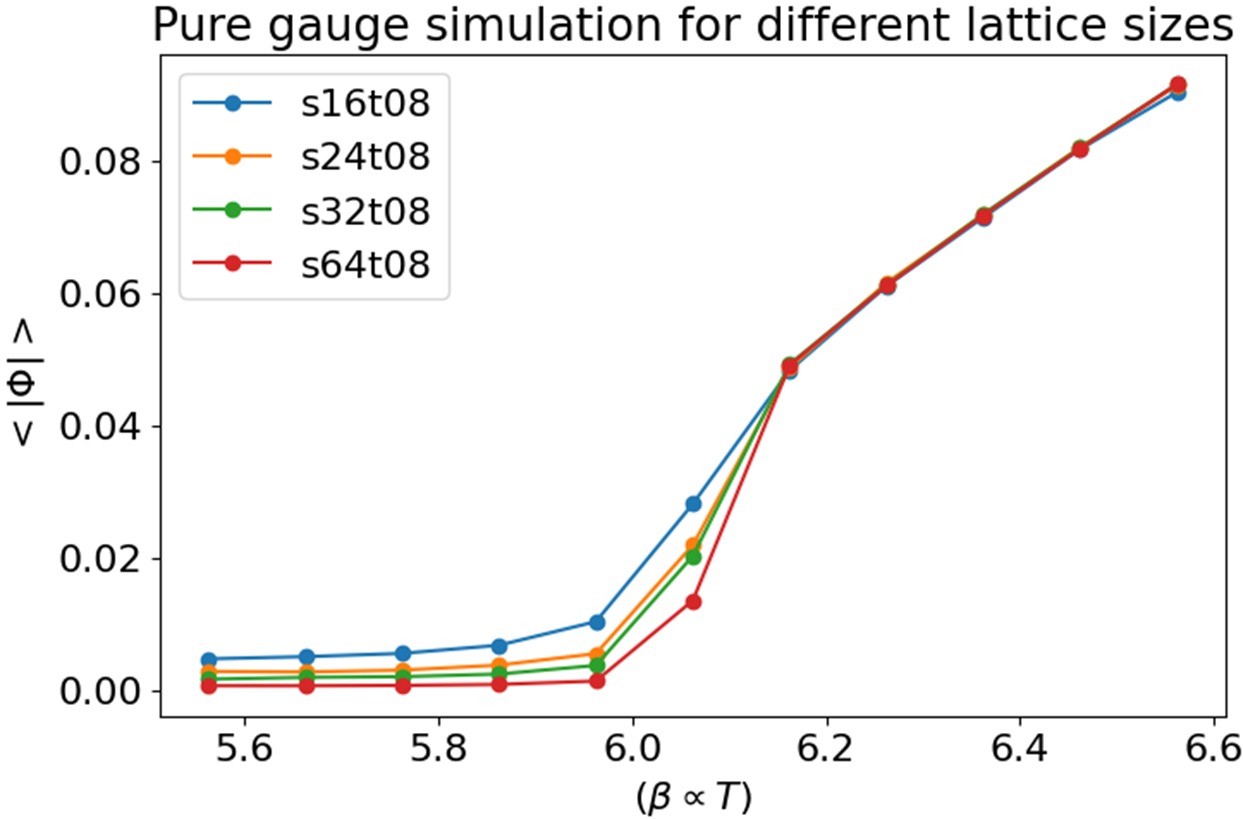 Pure gauge simulation for different lattice sizes
s16t08
s24t08
s32t08
s64t08
0.08
0.06
0.04
0.02
0.00
< |Φ| >
5.6 5.8 6.0 6.2 6.4 6.6
(β ∝ T)